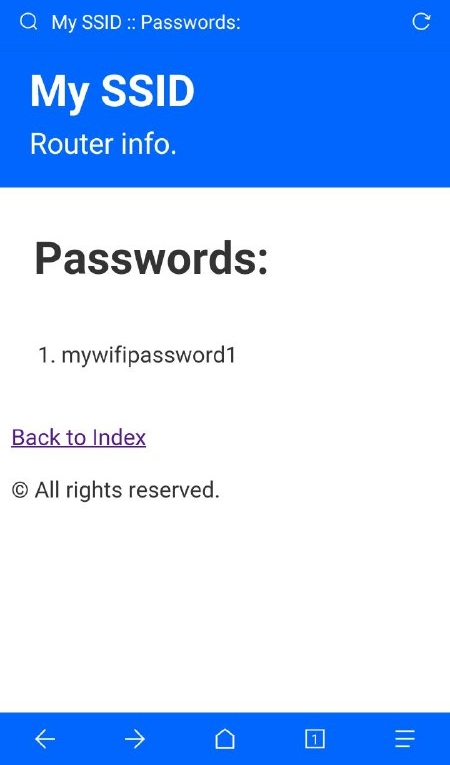 My SSID :: Passwords:
My SSID
Router info.
Passwords:
1. mywifipassword1
Back to Index
© All rights reserved.
1